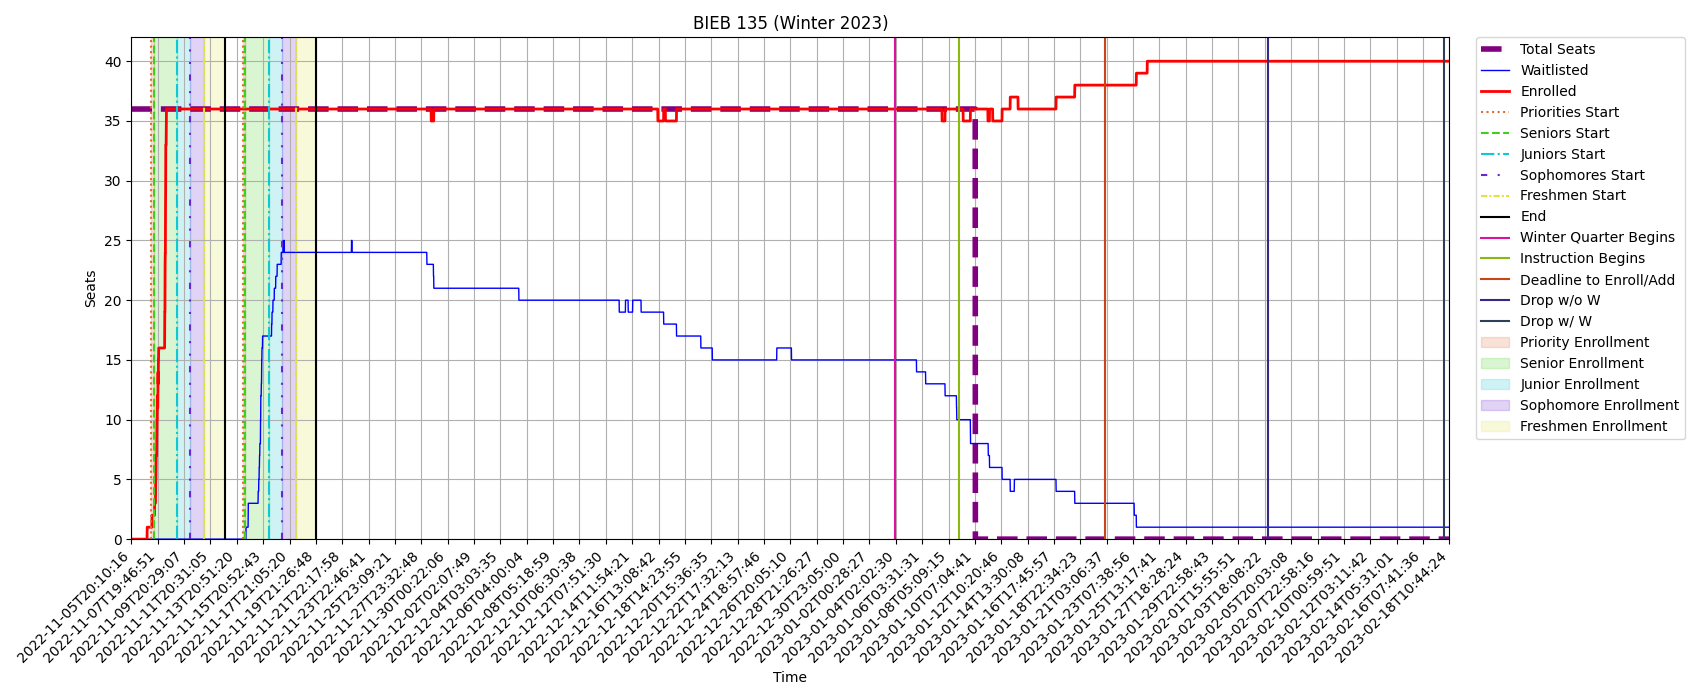 BIEB 135 (Winter 2023)
Seats
40
35
30
25
20
15
10
5
0
2022-11-05T20:10:16
2022-11-07T19:46:51
2022-11-09T20:29:07
2022-11-11T20:31:05
2022-11-13T20:51:20
2022-11-15T20:52:43
2022-11-17T21:05:20
2022-11-19T21:26:48
2022-11-21T22:17:58
2022-11-23T22:46:41
2022-11-25T23:09:21
2022-11-27T23:32:48
2022-11-30T00:22:06
2022-12-02T02:07:49
2022-12-04T03:03:35
2022-12-06T04:00:04
2022-12-08T05:18:59
2022-12-10T06:30:38
2022-12-12T07:51:30
2022-12-14T11:54:21
2022-12-16T13:08:42
2022-12-18T14:23:55
2022-12-20T15:36:35
2022-12-22T17:32:13
2022-12-24T18:57:46
2022-12-26T20:05:10
2022-12-28T21:26:27
2022-12-30T23:05:00
2023-01-02T00:28:27
2023-01-04T02:02:30
2023-01-06T03:31:31
2023-01-08T05:09:15
2023-01-10T07:04:41
2023-01-12T10:20:46
2023-01-14T13:30:08
2023-01-16T17:45:57
2023-01-18T22:34:23
2023-01-21T03:06:37
2023-01-23T07:38:56
2023-01-25T13:17:41
2023-01-27T18:28:24
2023-01-29T22:58:43
2023-02-01T15:55:51
2023-02-03T18:08:22
2023-02-05T20:03:08
2023-02-07T22:58:16
2023-02-10T00:59:51
2023-02-12T03:11:42
2023-02-14T05:31:01
2023-02-16T07:41:36
2023-02-18T10:44:24
Time
Total Seats
Waitlisted
Enrolled
Priorities Start
Seniors Start
Juniors Start
Sophomores Start
Freshmen Start
End
Winter Quarter Begins
Instruction Begins
Deadline to Enroll/Add
Drop w/o W
Drop w/ W
Priority Enrollment
Senior Enrollment
Junior Enrollment
Sophomore Enrollment
Freshmen Enrollment